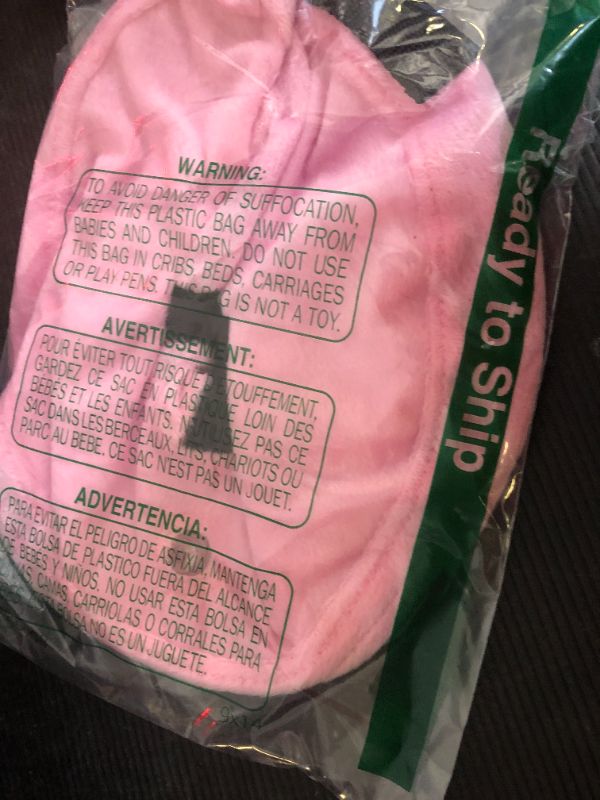 WARNING:
TO AVOID DANGER OF SUFFOCATION,
KEEP THIS PLASTIC BAG AWAY FROM
BABIES AND CHILDREN. DO NOT USE
THIS BAG IN CRIBS, BEDS, CARRIAGES
OR PLAY PENS. THIS BAG IS NOT A TOY.
AVERTISSEMENT:
POUR ÉVITER TOUT RISQUE D'ETOUFFEMENT,
GARDEZ CE SAC EN PLASTIQUE LOIN DES
BEBÉS ET LES ENFANTS. N'UTILISEZ PAS CE
SAC DANS LES BERCEAUX, LITS, CHARIOTS OU
PARC AU BEBE. CE SAC N'EST PAS UN JOUET.
ADVERTENCIA:
PARA EVITAR EL PELIGRO DE ASFIXIA, MANTENGA
ESTA BOLSA DE PLASTICO FUERA DEL ALCANCE
DE BEBES Y NIÑOS. NO USAR ESTA BOLSA EN
CAMAS, CARRIOLAS O CORRALES PARA
BOLSA NO ES UN JUGUETE.
9x14
Ready to Ship